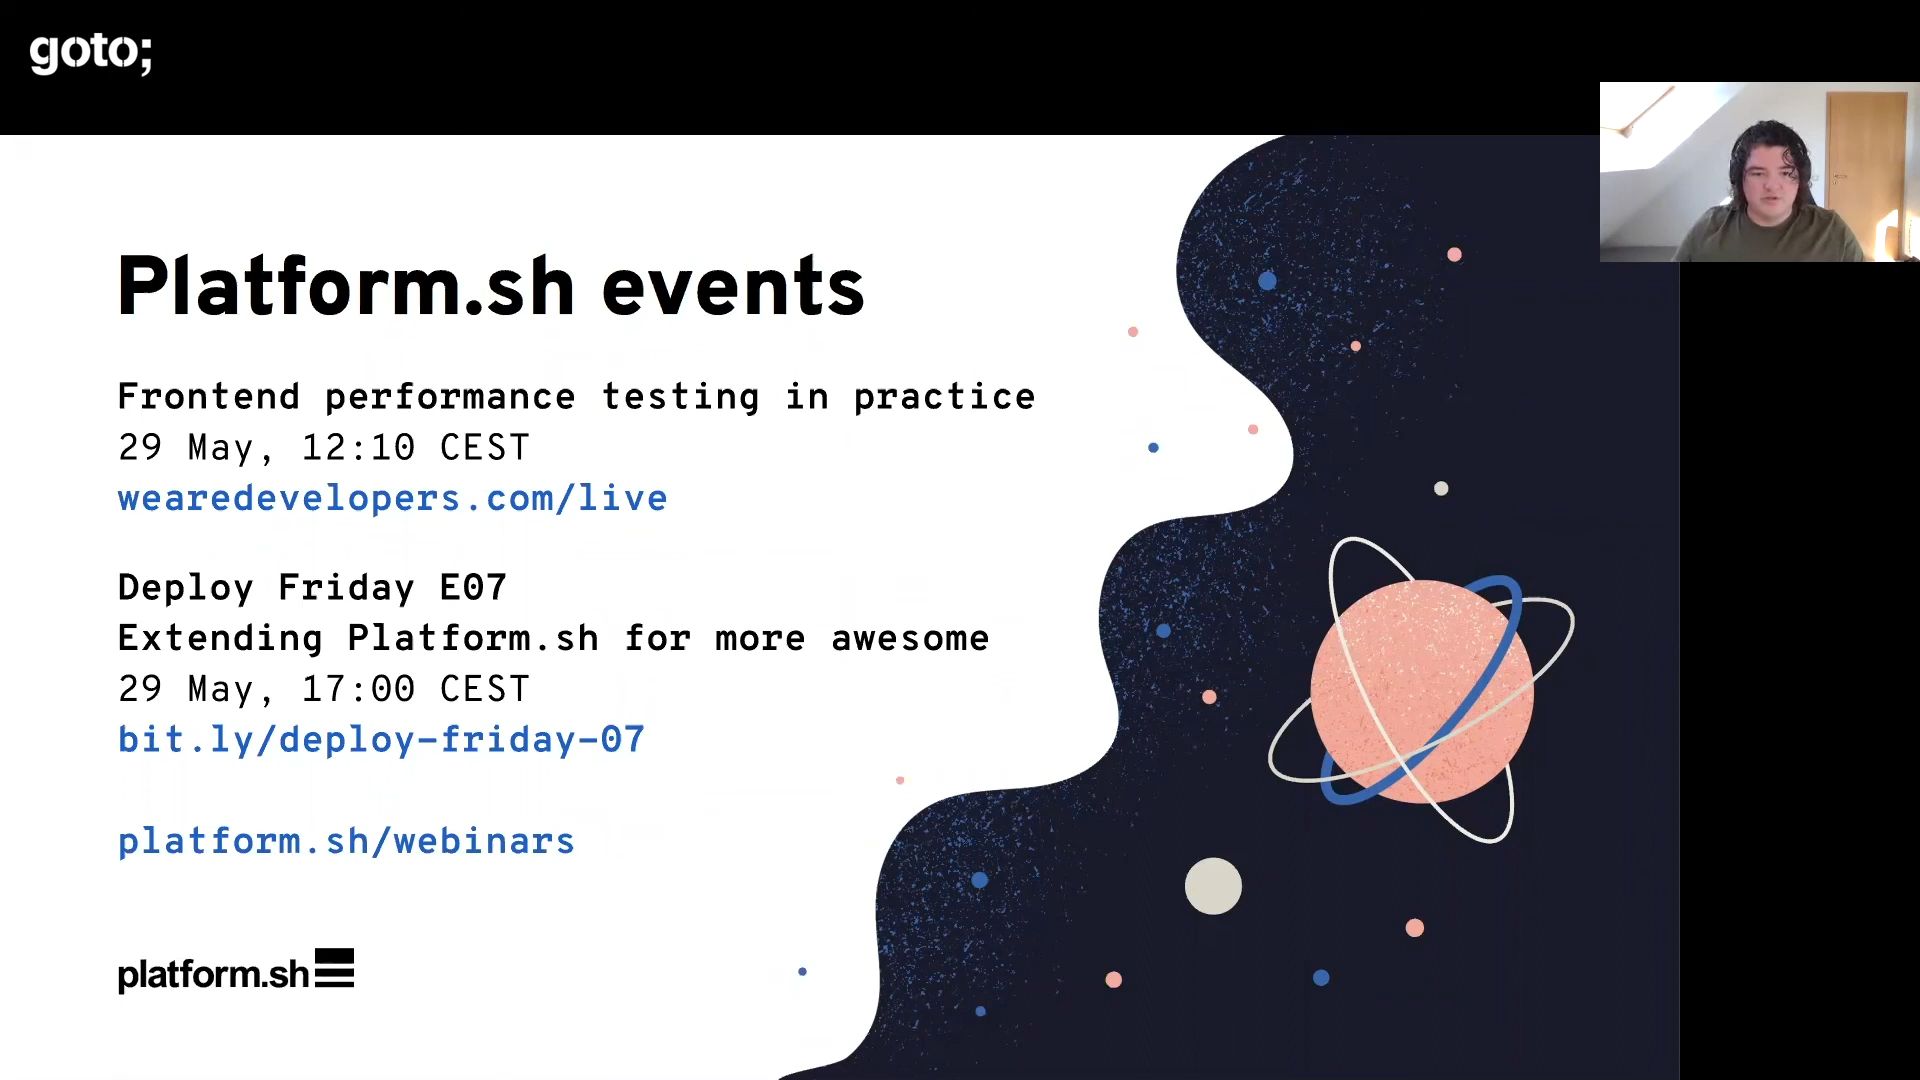 goto;
Platform.sh events
Frontend performance testing in practice
29 May, 12:10 CEST
wearedevelopers.com/live
Deploy Friday E07
Extending Platform.sh for more awesome
29 May, 17:00 CEST
bit.ly/deploy-friday-07
platform.sh/webinars
platform.sh